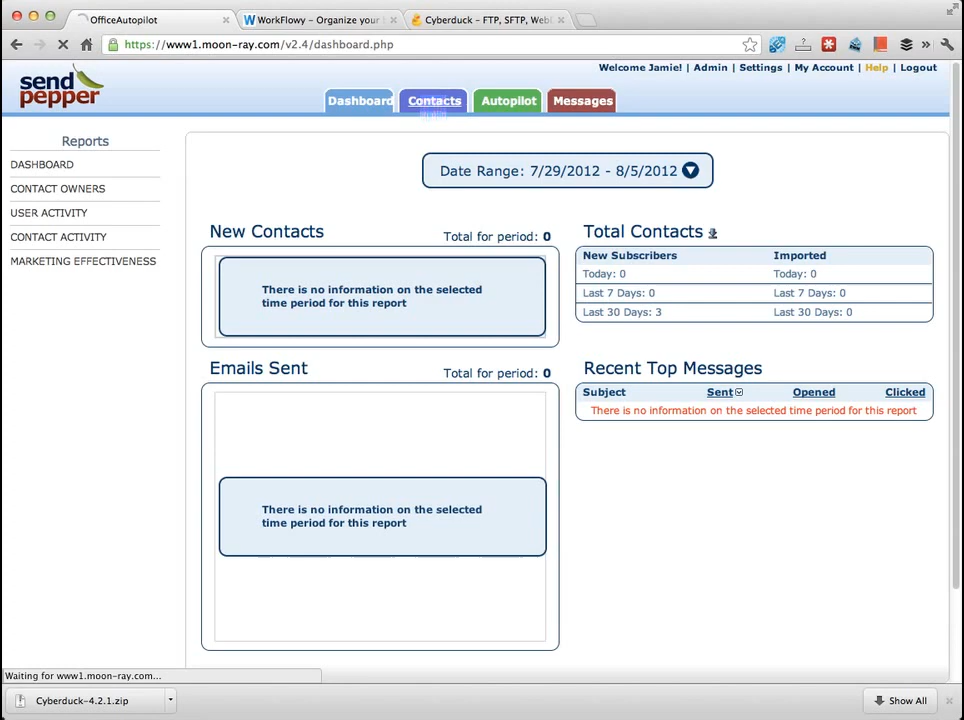 OfficeAutopilot
WorkFlowy - Organize your
Cyberduck – FTP, SFTP, Web
https://www1.moon-ray.com/v2.4/dashboard.php
Welcome Jamie! | Admin | Settings | My Account | Help | Logout
send
pepper
Dashboard
Contacts
Autopilot
Messages
Reports
DASHBOARD
CONTACT OWNERS
USER ACTIVITY
CONTACT ACTIVITY
MARKETING EFFECTIVENESS
Date Range: 7/29/2012 - 8/5/2012
New Contacts
Total for period: 0
There is no information on the selected
time period for this report
Total Contacts
New Subscribers Imported
Today: 0 Today: 0
Last 7 Days: 0 Last 7 Days: 0
Last 30 Days: 3 Last 30 Days: 0
Emails Sent
Total for period: 0
There is no information on the selected
time period for this report
Recent Top Messages
Subject Sent Opened Clicked
There is no information on the selected time period for this report
Waiting for www1.moon-ray.com...
Cyberduck-4.2.1.zip
Show All